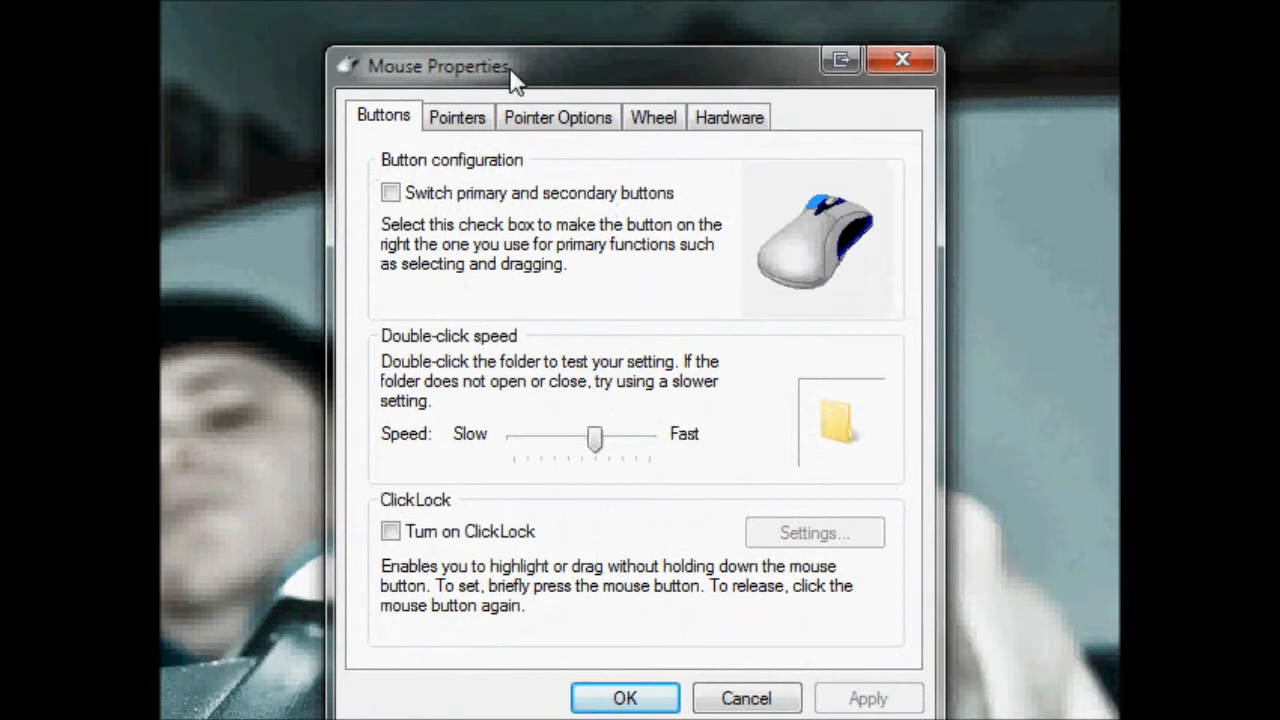 Mouse Properties
Buttons Pointers Pointer Options Wheel Hardware
Button configuration
Switch primary and secondary buttons
Select this check box to make the button on the
right the one you use for primary functions such
as selecting and dragging.
Double-click speed
Double-click the folder to test your setting. If the
folder does not open or close, try using a slower
setting.
Speed: Slow Fast
ClickLock
Turn on ClickLock Settings...
Enables you to highlight or drag without holding down the mouse
button. To set, briefly press the mouse button. To release, click the
mouse button again.
OK Cancel Apply